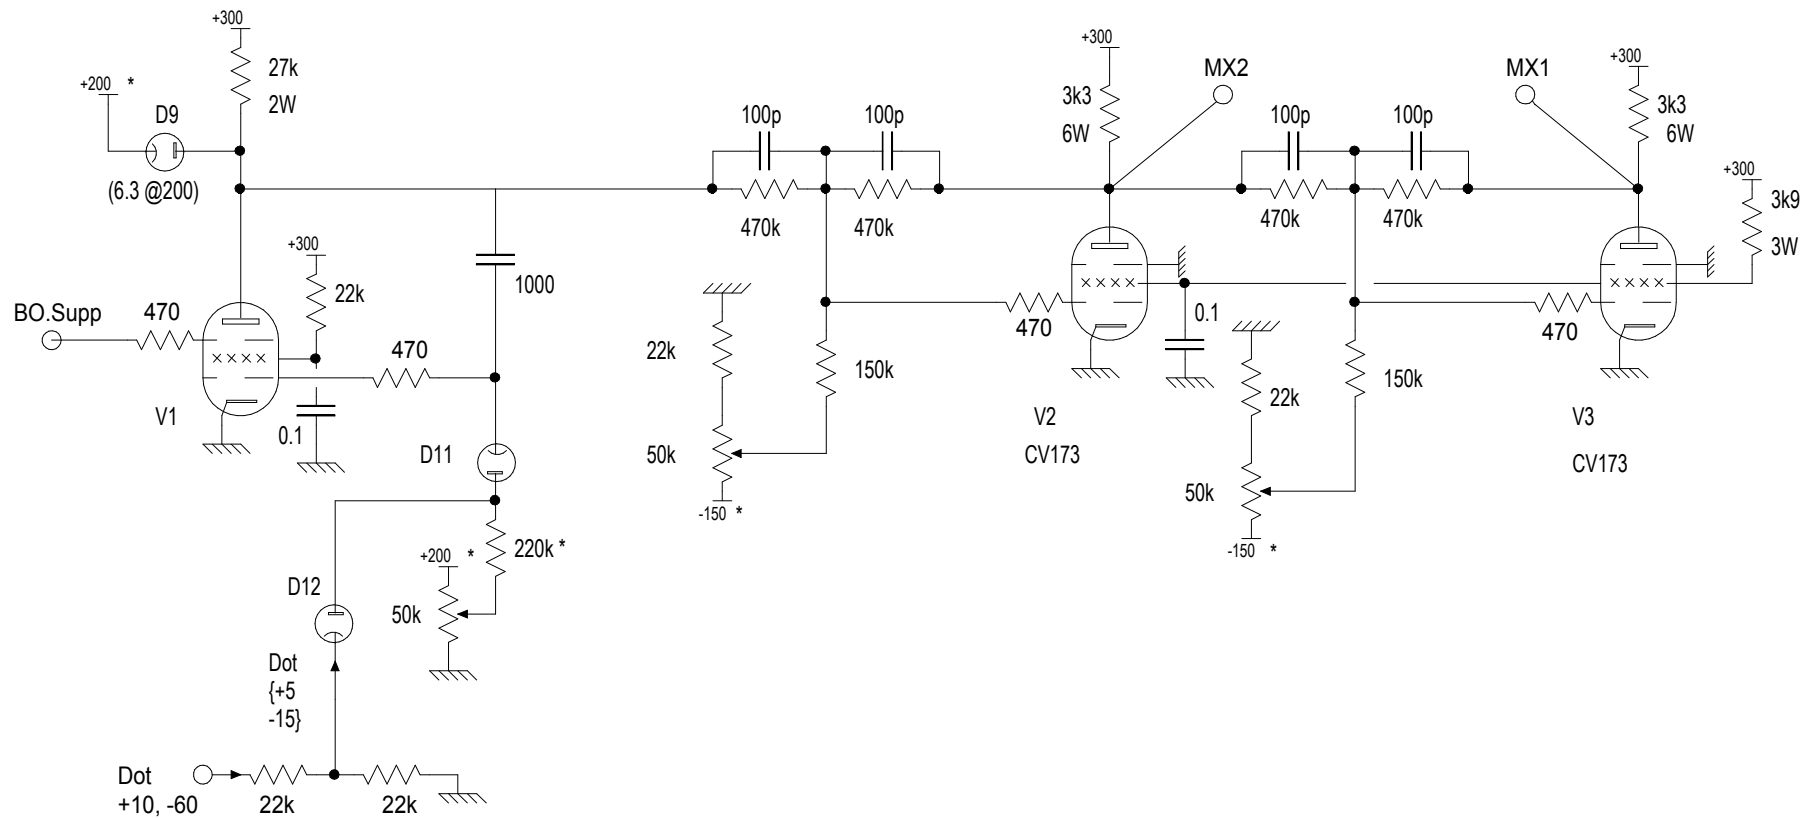 +300
27k
2W
+200 *
D9
(6.3 @200)
+300
22k
BO.Supp
470
470
V1
0.1
1000
D11
220k *
+200 *
50k
D12
Dot
{+5
-15}
Dot
+10, -60
22k
22k
100p
100p
470k
470k
22k
50k
-150 *
150k
470
+300
3k3
6W
MX2
V2
CV173
0.1
100p
100p
470k
470k
22k
50k
-150 *
150k
470
MX1
+300
3k3
6W
+300
3k9
3W
V3
CV173